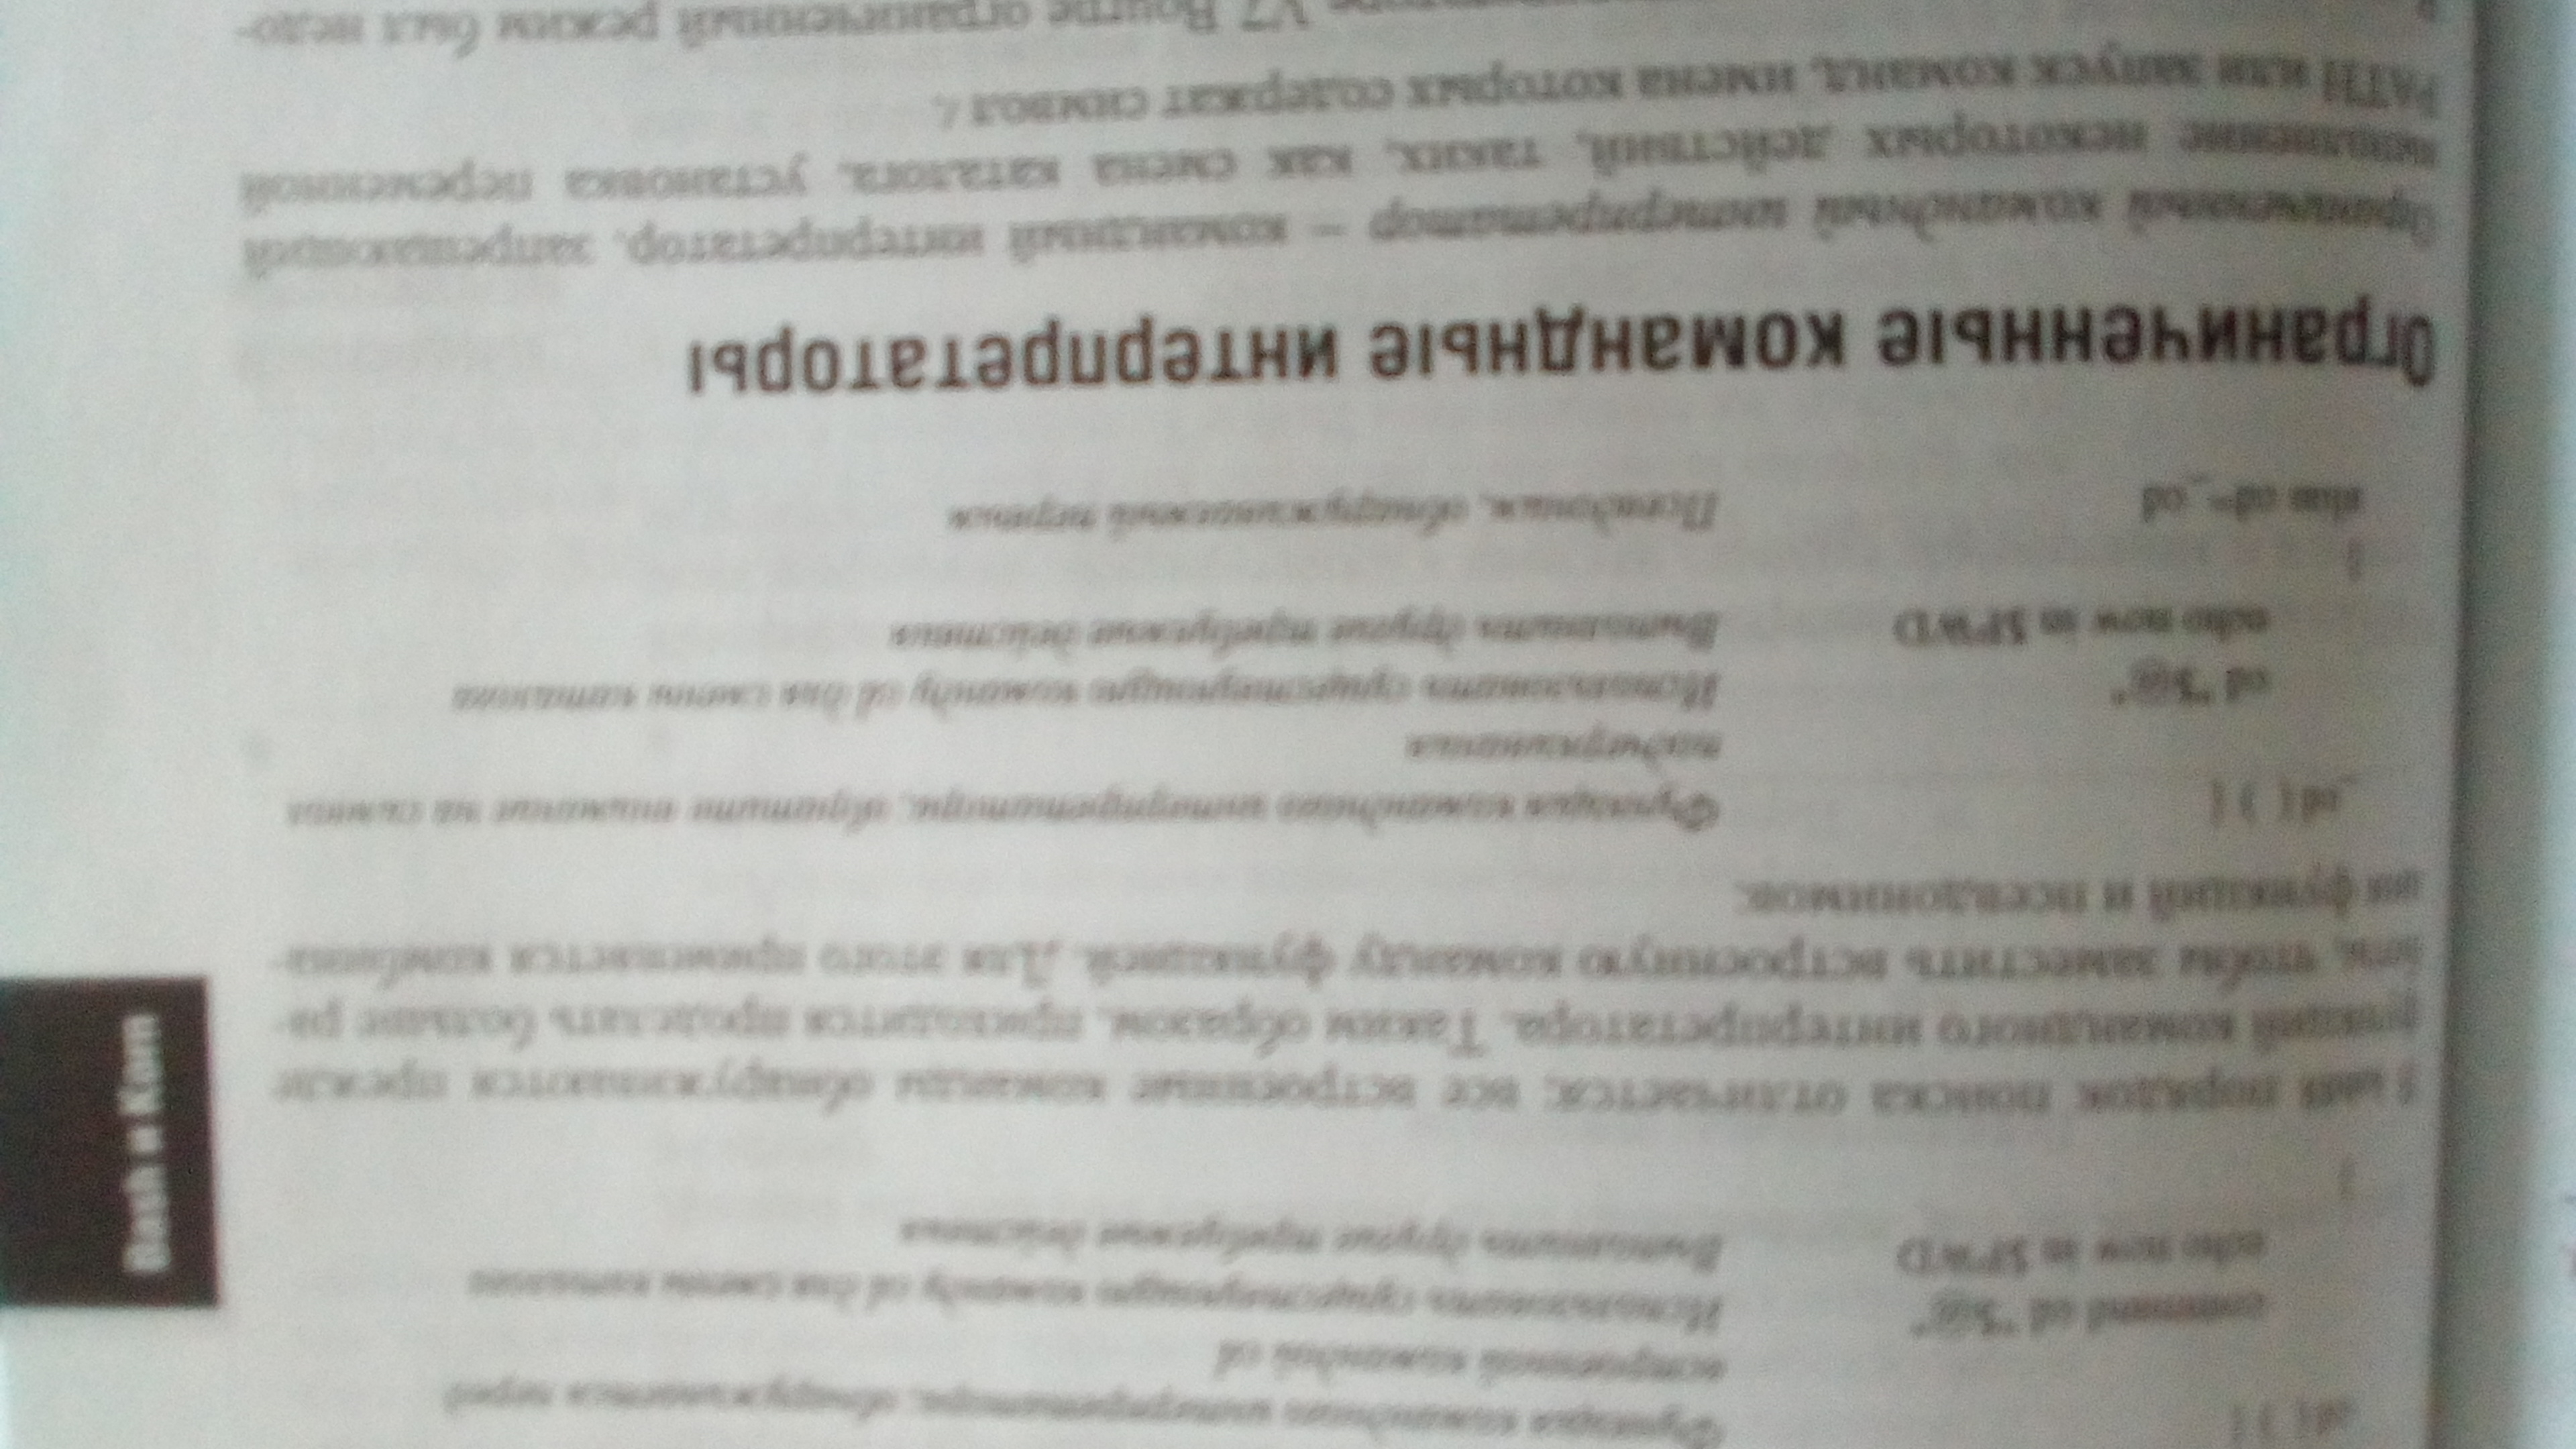 cd ( ) {
Функция командного интерпретатора, обнаруживается перед
встроенной командой cd
command cd "$@"
Использовать существующую команду cd для смены каталога
echo now in $PWD
Выполнить другие требуемые действия
}
порядок поиска отличается; все встроенные команды обнаруживаются прежде
функций командного интерпретатора. Таким образом, приходится проделать больше ра-
боты, чтобы заместить встроенную команду функцией. Для этого применяется комбина-
ция функций и псевдонимов:
_cd ( ) {
Функция командного интерпретатора, обратите внимание на символ
подчеркивания
cd "$@"
Использовать существующую команду cd для смены каталога
echo now in $PWD
Выполнить другие требуемые действия
}
alias cd=_cd
Псевдоним, обнаруживаемый первым
Ограниченные командные интерпретаторы
Ограниченный командный интерпретатор – командный интерпретатор, запрещающий
выполнение некоторых действий, таких, как смена каталога, установка переменной
PATH или запуск команд, имена которых содержат символ /.
V7 Bourne ограниченный режим был недо-
Bash и Korn